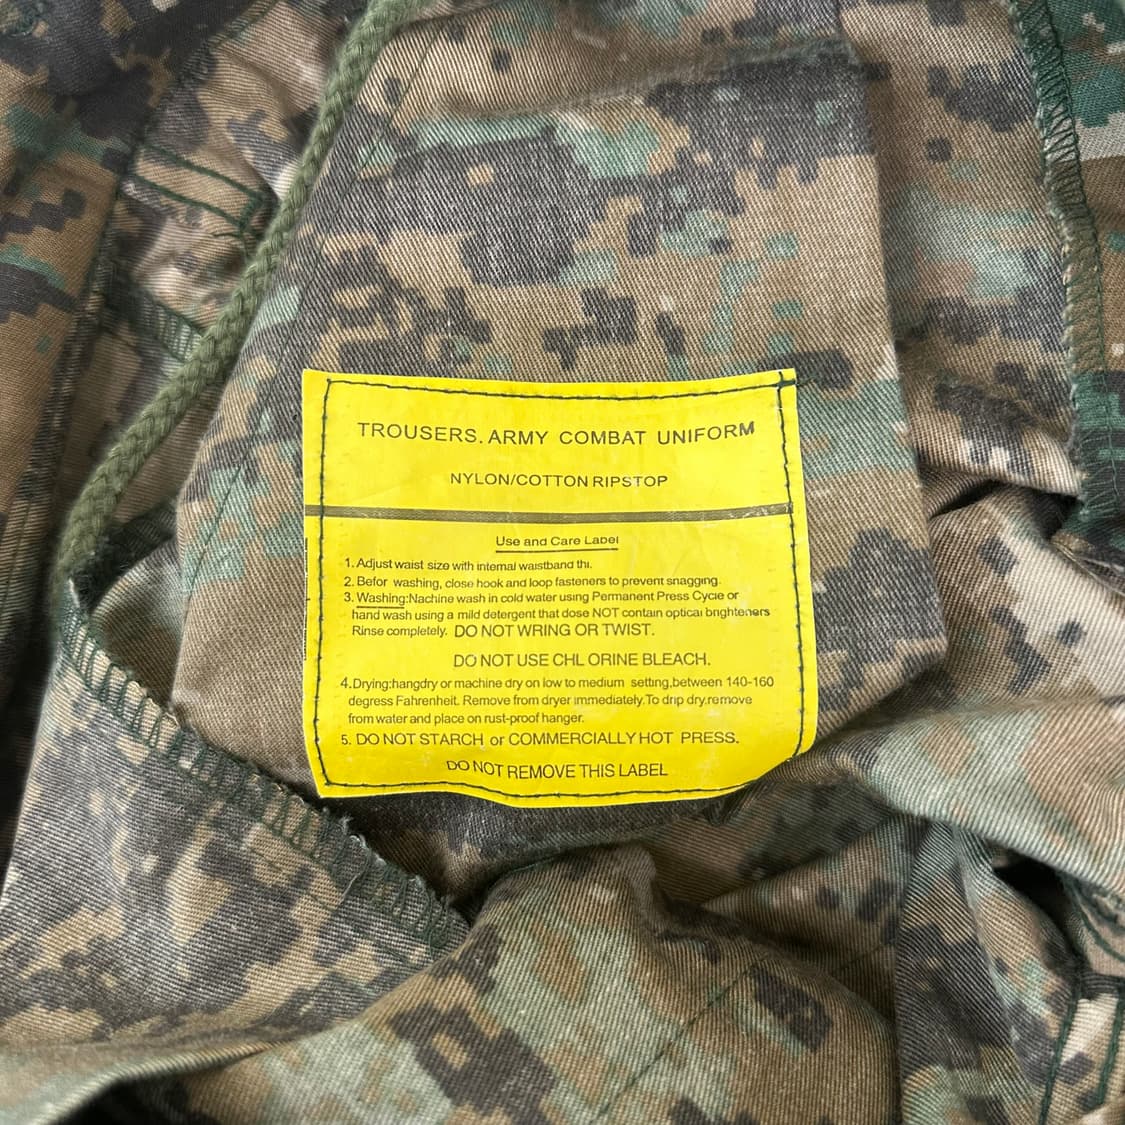 TROUSERS. ARMY COMBAT UNIFORM
NYLON/COTTON RIPSTOP
Use and Care Label
1. Adjust waist size with internal waistband thi.
2. Befor washing, close hook and loop fasteners to prevent snagging.
3. Washing:Nachine wash in cold water using Permanent Press Cycie or
hand wash using a mild detergent that dose NOT contain optical brighteners
Rinse completely. DO NOT WRING OR TWIST.
DO NOT USE CHL ORINE BLEACH.
4.Drying:hangdry or machine dry on low to medium setting,between 140-160
degress Fahrenheit. Remove from dryer immediately.To drip dry.remove
from water and place on rust-proof hanger.
5. DO NOT STARCH or COMMERCIALLY HOT PRESS.
DO NOT REMOVE THIS LABEL